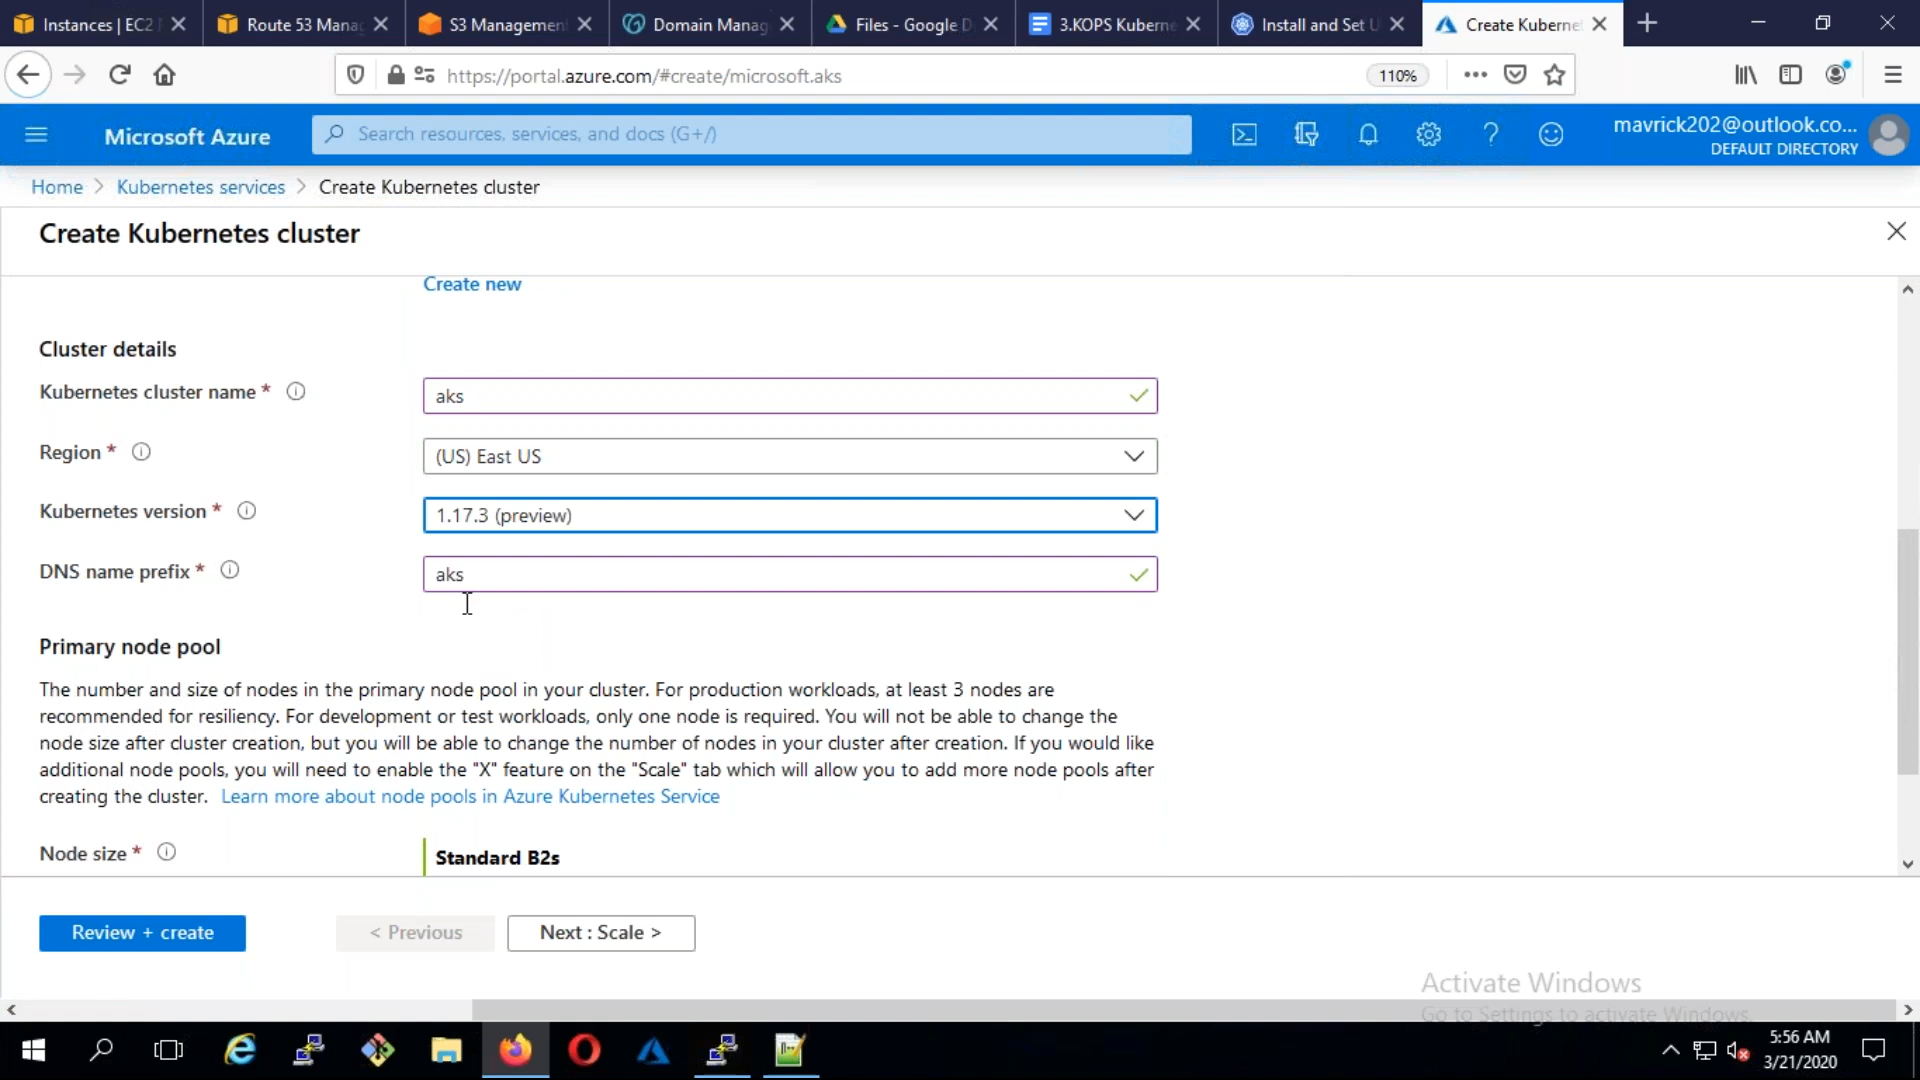 Instances | EC2
Route 53 Mana
S3 Management
Domain Manag
Files - Google D
3.KOPS Kuberne
Install and Set U
Create Kuberne
https://portal.azure.com/#create/microsoft.aks
110%
Microsoft Azure
Search resources, services, and docs (G+/)
mavrick202@outlook.co...
DEFAULT DIRECTORY
Home > Kubernetes services > Create Kubernetes cluster
Create Kubernetes cluster
Create new
Cluster details
Kubernetes cluster name *
aks
Region *
(US) East US
Kubernetes version *
1.17.3 (preview)
DNS name prefix *
aks
Primary node pool
The number and size of nodes in the primary node pool in your cluster. For production workloads, at least 3 nodes are
recommended for resiliency. For development or test workloads, only one node is required. You will not be able to change the
node size after cluster creation, but you will be able to change the number of nodes in your cluster after creation. If you would like
additional node pools, you will need to enable the "X" feature on the "Scale" tab which will allow you to add more node pools after
creating the cluster. Learn more about node pools in Azure Kubernetes Service
Node size *
Standard B2s
Review + create
< Previous
Next : Scale >
Activate Windows
Go to Settings to activate Windows.
5:56 AM
3/21/2020